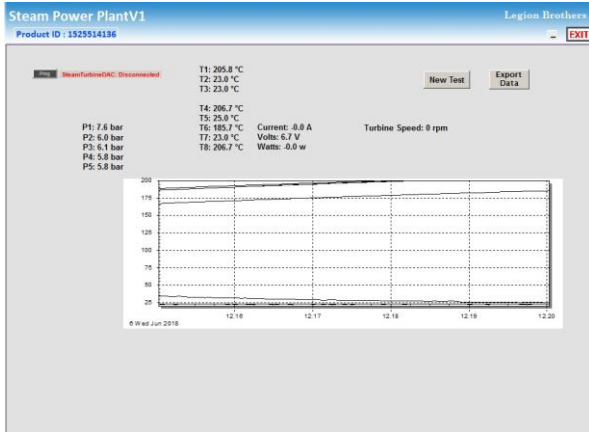 Steam Power PlantV1
Legion Brothers
Product ID : 1525514136
EXIT
Ping
SteamTurbineDAC: Disconnected
T1: 205.8 °C
T2: 23.0 °C
T3: 23.0 °C
New Test
Export
Data
T4: 206.7 °C
T5: 25.0 °C
P1: 7.6 bar
T6: 185.7 °C
Current: -0.0 A
Turbine Speed: 0 rpm
P2: 6.0 bar
T7: 23.0 °C
Volts: 6.7 V
P3: 6.1 bar
T8: 206.7 °C
Watts: -0.0 w
P4: 5.8 bar
P5: 5.8 bar
200
175
150
125
100
75
50
25
12.16
12.17
12.18
12.19
12.20
6 Wed Jun 2018